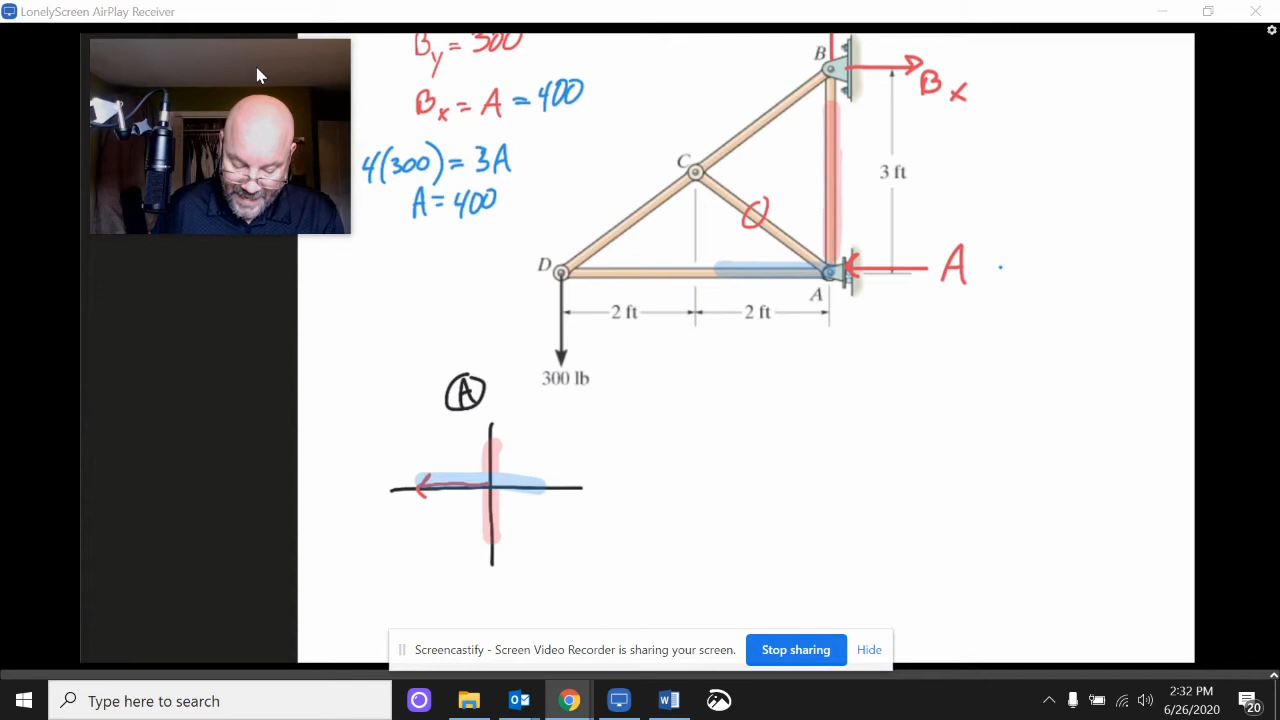 LonelyScreen AirPlay Receiver
By = 300
Bx = A = 400
4(300) = 3A
A = 400
B
Bx
C
3 ft
D
A
A
2 ft
2 ft
300 lb
A
Screencastify - Screen Video Recorder is sharing your screen.
Stop sharing
Hide
Type here to search
2:32 PM
6/26/2020
20